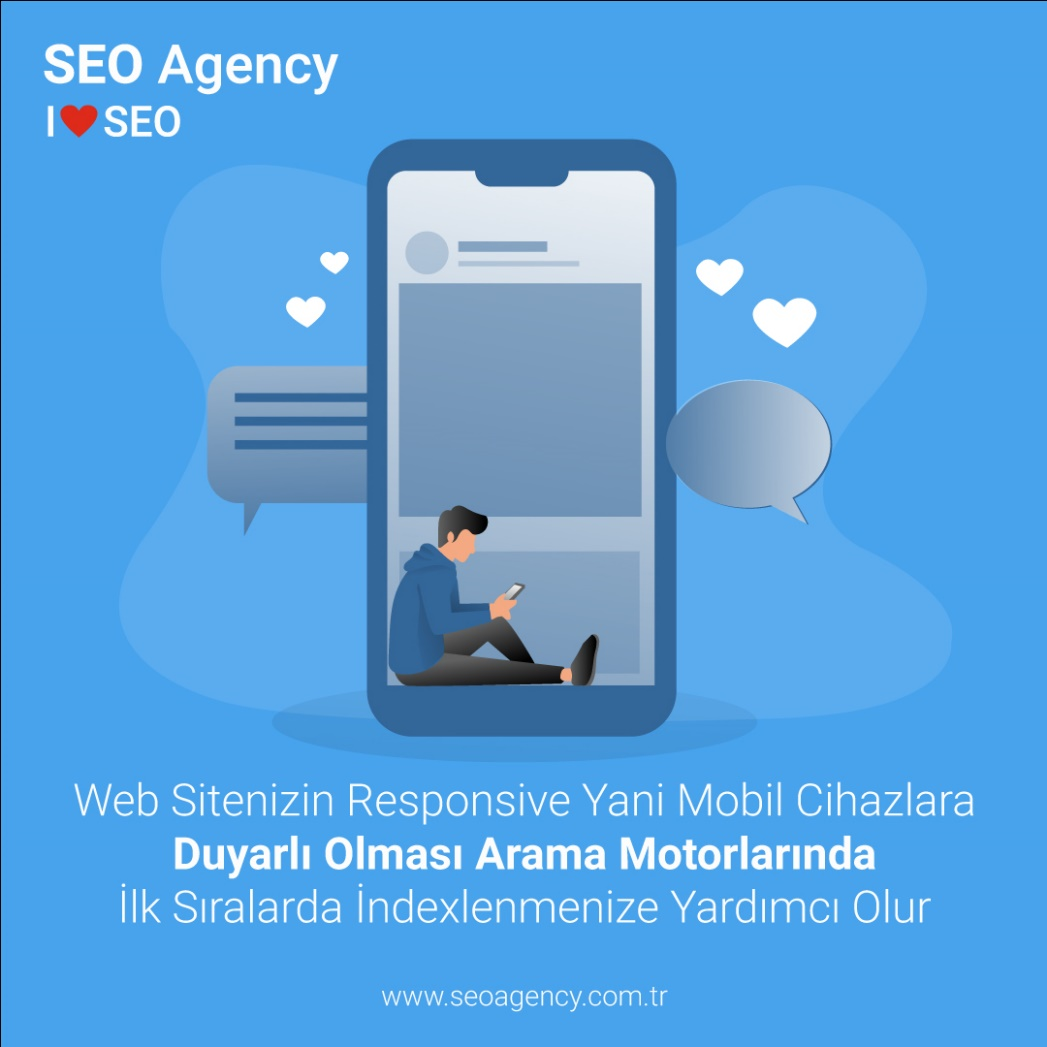 SEO Agency
I ❤ SEO
Web Sitenizin Responsive Yani Mobil Cihazlara
Duyarlı Olması Arama Motorlarında
İlk Sıralarda İndexlenmenize Yardımcı Olur
www.seoagency.com.tr